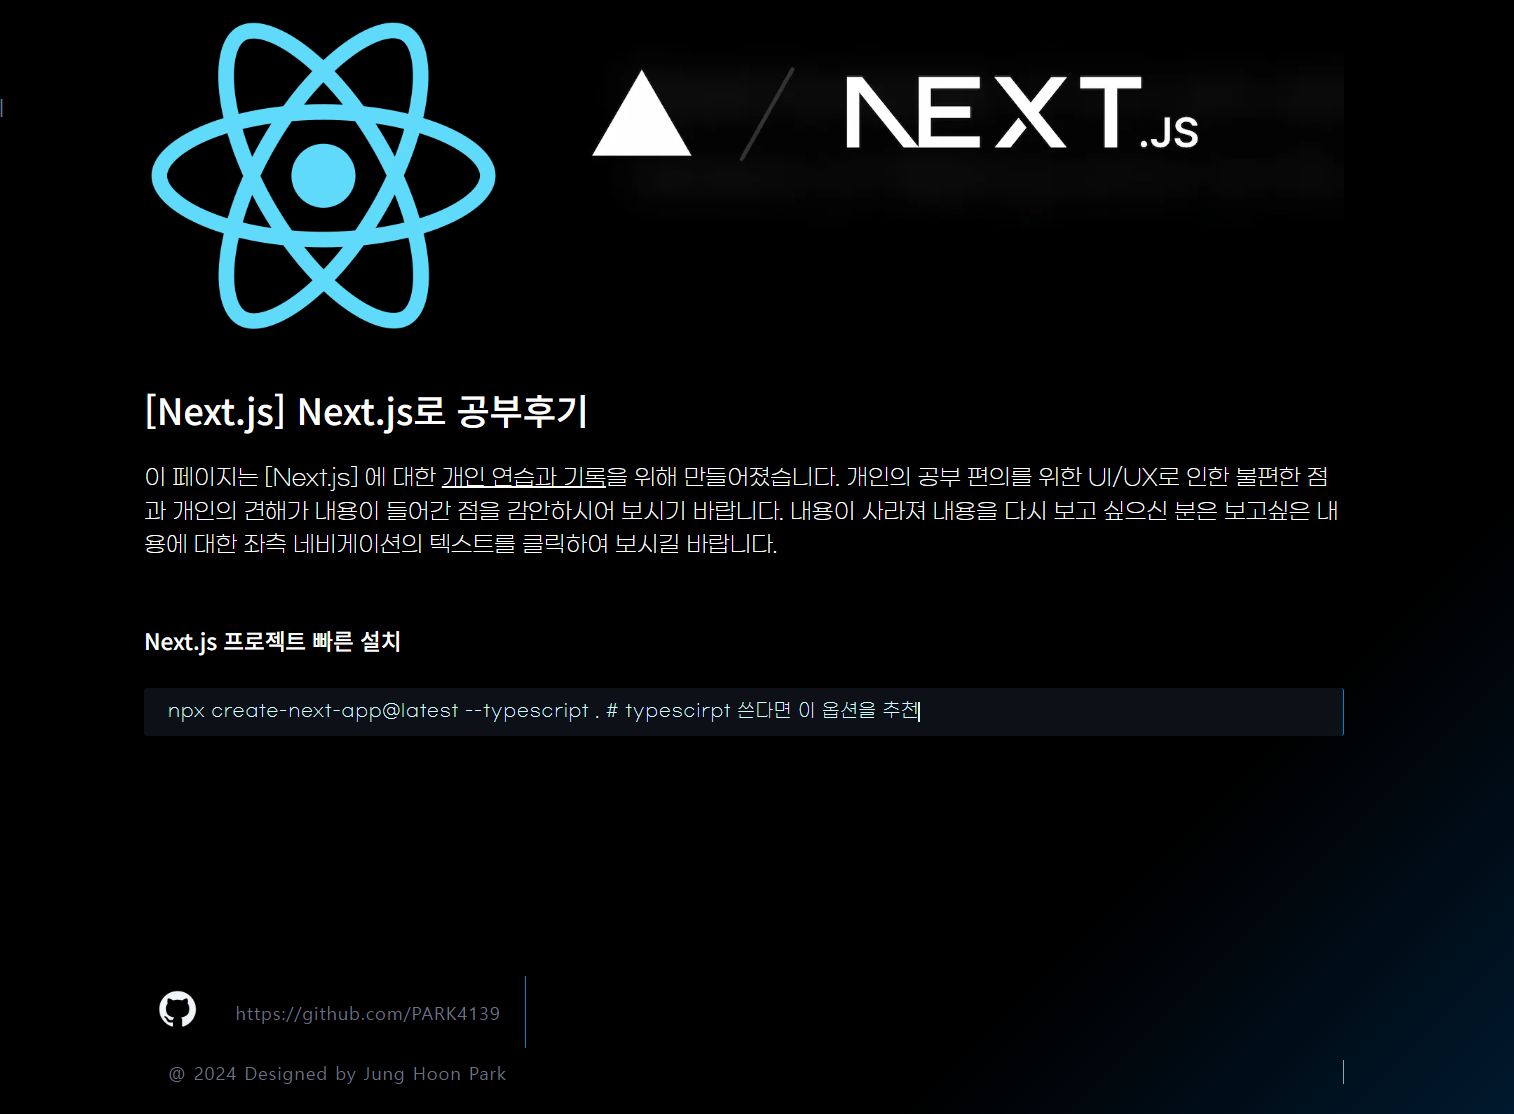 NEXT.JS
[Next.js] Next.js로 공부후기
이 페이지는 [Next.js] 에 대한 개인 연습과 기록을 위해 만들어졌습니다. 개인의 공부 편의를 위한 UI/UX로 인한 불편한 점
과 개인의 견해가 내용이 들어간 점을 감안하시어 보시기 바랍니다. 내용이 사라져 내용을 다시 보고 싶으신 분은 보고싶은 내
용에 대한 좌측 네비게이션의 텍스트를 클릭하여 보시길 바랍니다.
Next.js 프로젝트 빠른 설치
npx create-next-app@latest --typescript . # typescirpt 쓴다면 이 옵션을 추천
https://github.com/PARK4139
@ 2024 Designed by Jung Hoon Park